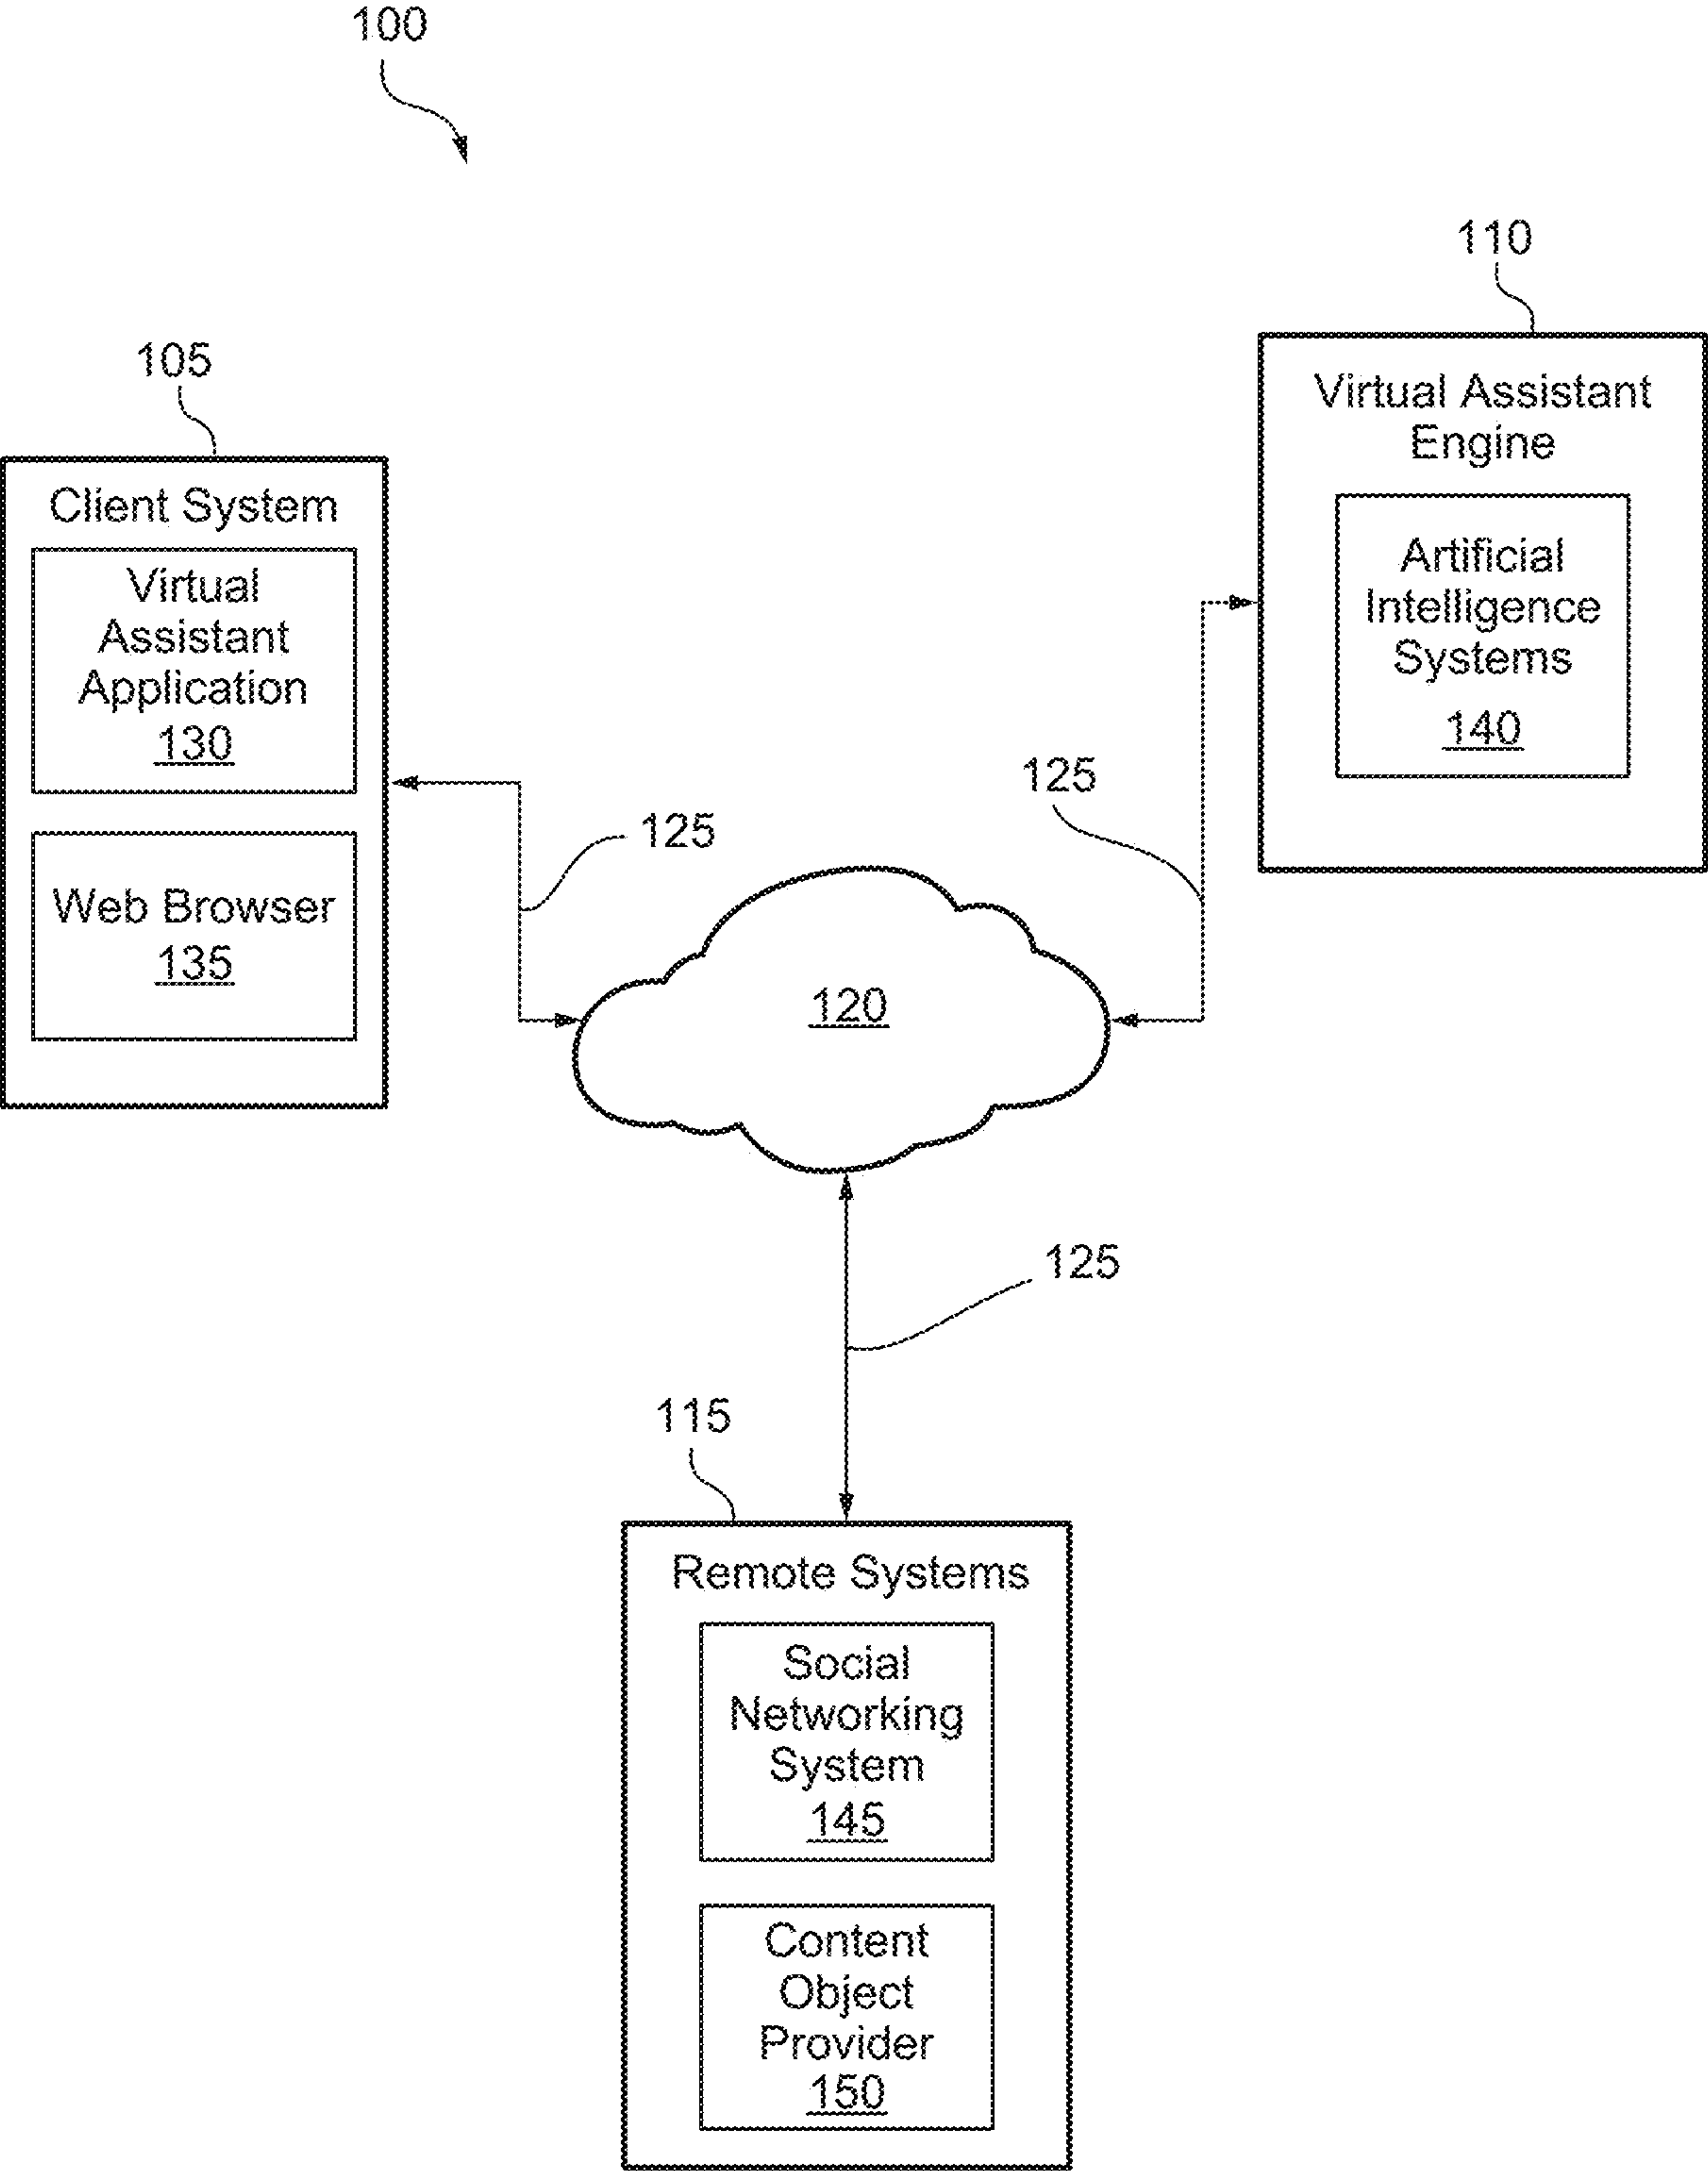 100
110
Virtual Assistant
Engine
Artificial
Intelligence
Systems
140
105
Client System
Virtual
Assistant
Application
130
Web Browser
135
125
125
120
125
115
Remote Systems
Social
Networking
System
145
Content
Object
Provider
150